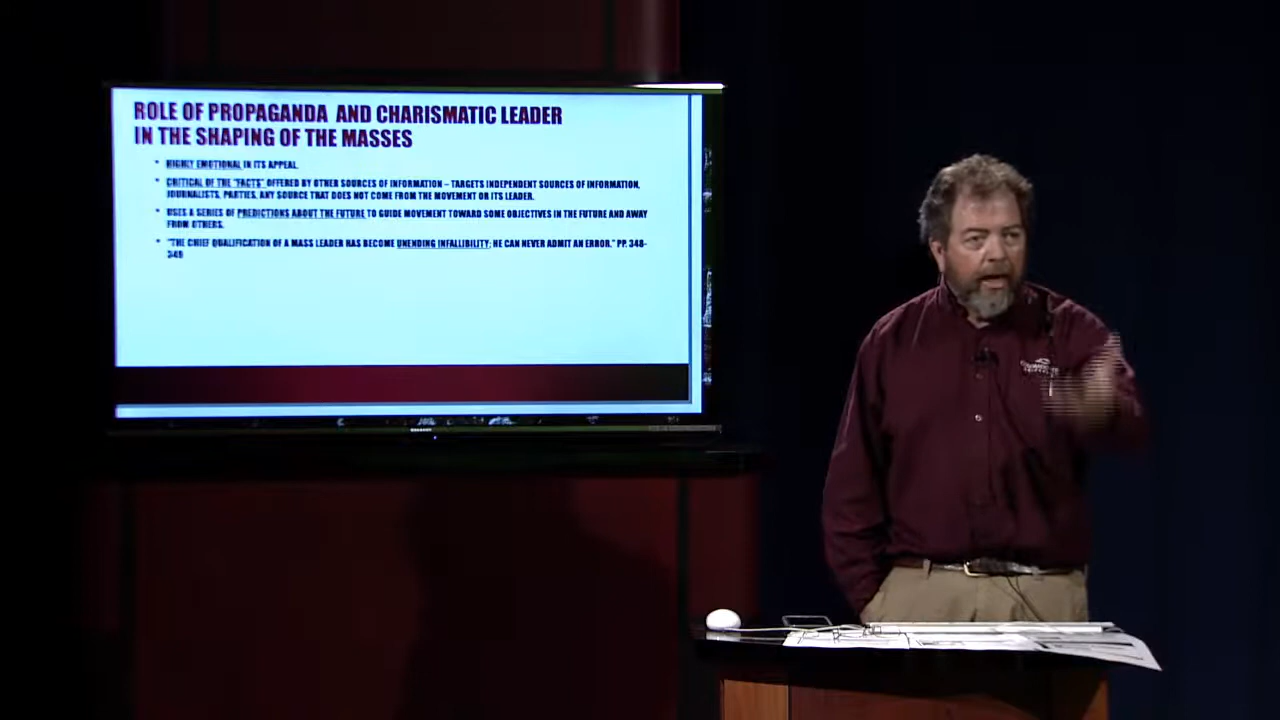 ROLE OF PROPAGANDA AND CHARISMATIC LEADER
IN THE SHAPING OF THE MASSES
• HIGHLY EMOTIONAL IN ITS APPEAL.
• CRITICAL OF THE "FACTS" OFFERED BY OTHER SOURCES OF INFORMATION – TARGETS INDEPENDENT SOURCES OF INFORMATION,
JOURNALISTS, PARTIES, ANY SOURCE THAT DOES NOT COME FROM THE MOVEMENT OR ITS LEADER.
• USES A SERIES OF PREDICTIONS ABOUT THE FUTURE TO GUIDE MOVEMENT TOWARD SOME OBJECTIVES IN THE FUTURE AND AWAY
FROM OTHERS.
• "THE CHIEF QUALIFICATION OF A MASS LEADER HAS BECOME UNENDING INFALLIBILITY; HE CAN NEVER ADMIT AN ERROR." PP. 348-
349